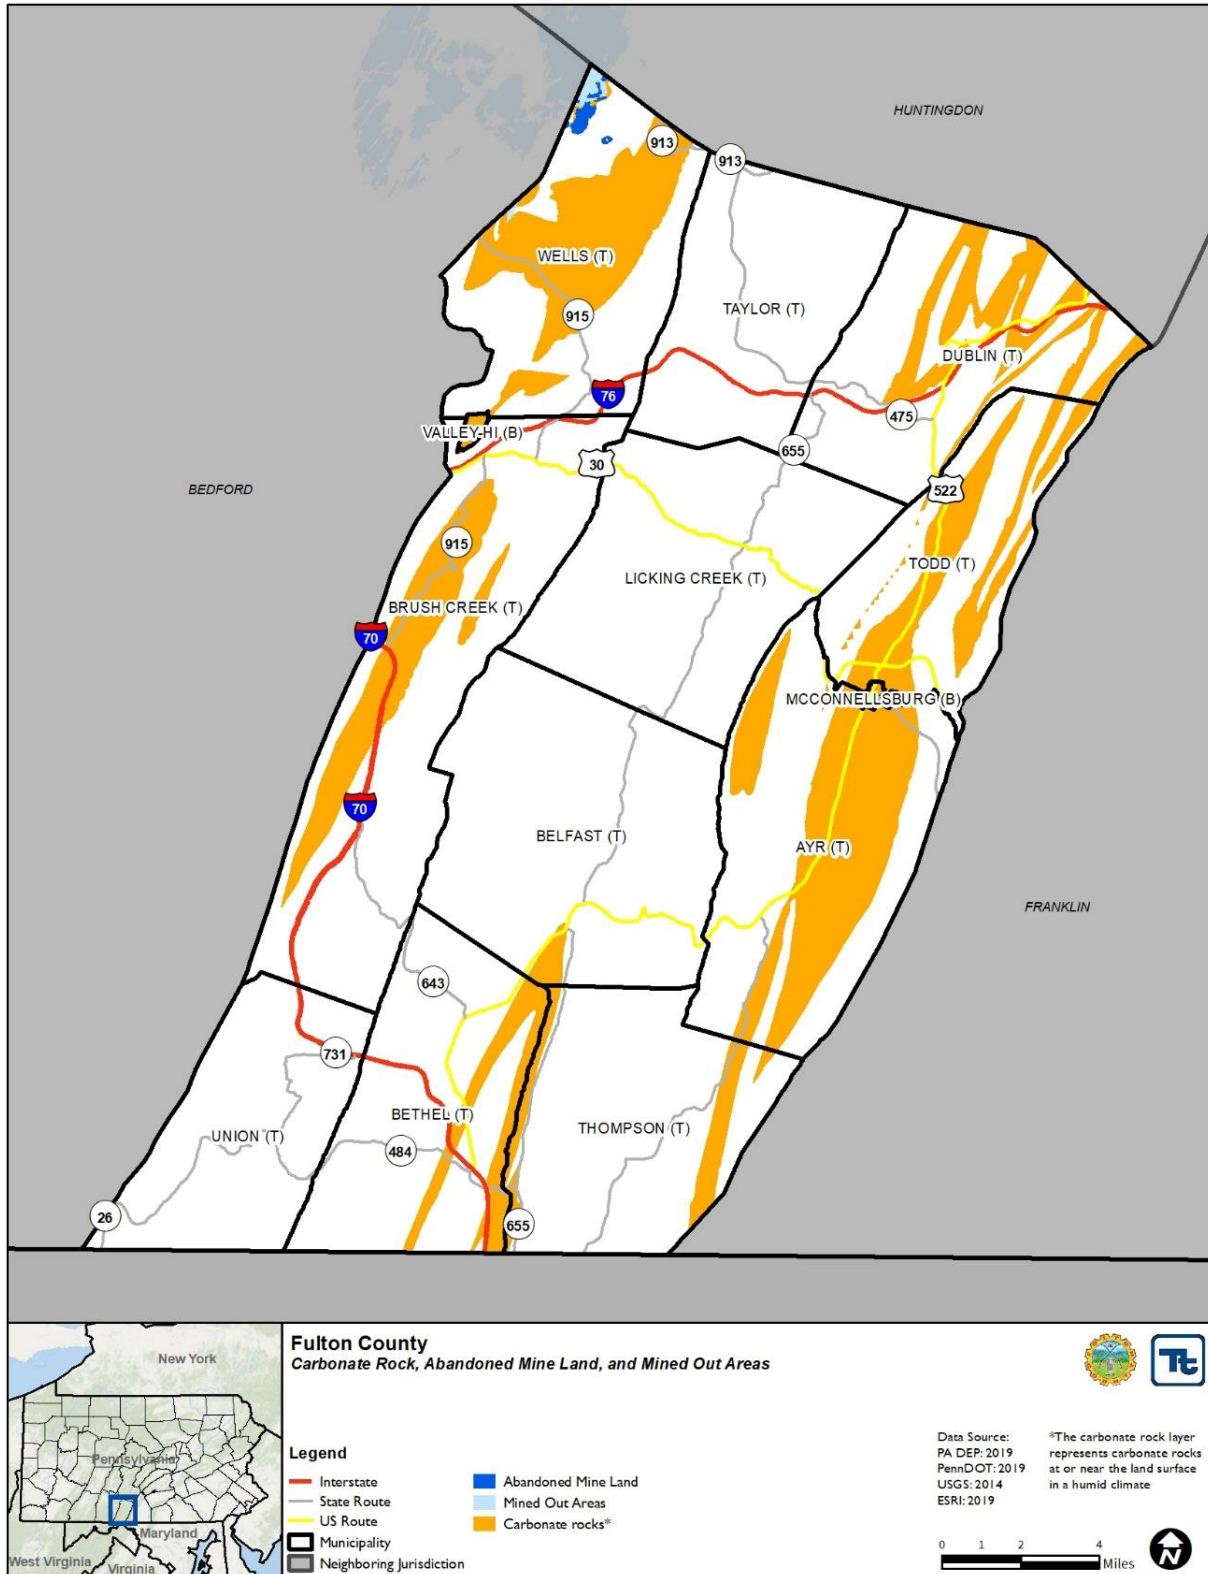 HUNTINGDON
913
913
WELLS (T)
TAYLOR (T)
915
DUBLIN (T)
76
475
VALLEY-HI (B)
655
30
BEDFORD
522
915
TODD (T)
LICKING CREEK (T)
BRUSH CREEK (T)
70
MCCONNELLSBURG (B)
70
BELFAST (T)
AYR (T)
FRANKLIN
643
731
BETHEL (T)
THOMPSON (T)
UNION (T)
484
26
655
New York
Pennsylvania
Maryland
West Virginia
Virginia
Fulton County
Carbonate Rock, Abandoned Mine Land, and Mined Out Areas
Legend
Interstate
State Route
US Route
Municipality
Neighboring Jurisdiction
Abandoned Mine Land
Mined Out Areas
Carbonate rocks*
Tt
Data Source:
PA DEP: 2019
PennDOT: 2019
USGS: 2014
ESRI: 2019
*The carbonate rock layer
represents carbonate rocks
at or near the land surface
in a humid climate
0 1 2 4
Miles
N